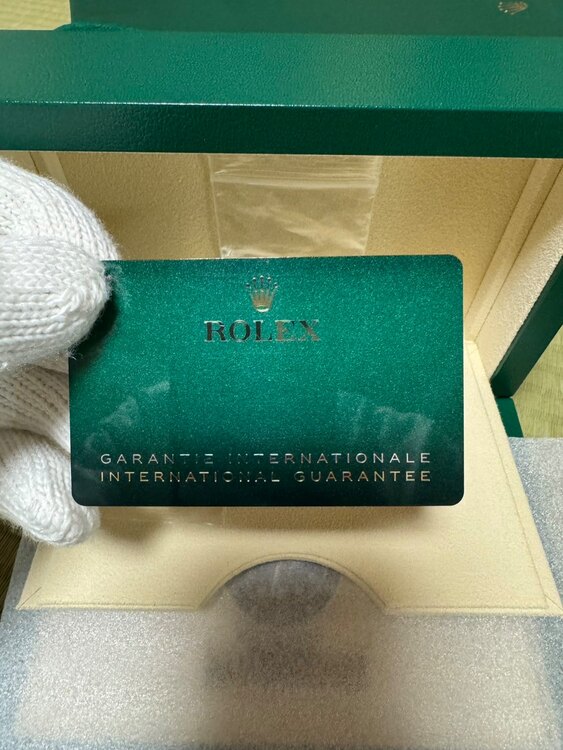 ROLEX
GARANTIE INTERNATIONALE
INTERNATIONAL GUARANTEE